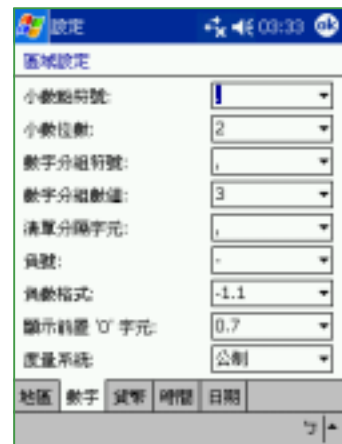 設定 03:33 ok
區域設定
小數點符號: .
小數位數: 2
數字分組符號: ,
數字分組數值: 3
清單分隔字元: ,
負號: -
負數格式: -1.1
顯示前置 '0' 字元: 0.7
度量系統: 公制
地區 數字 貨幣 時間 日期
ㄅ